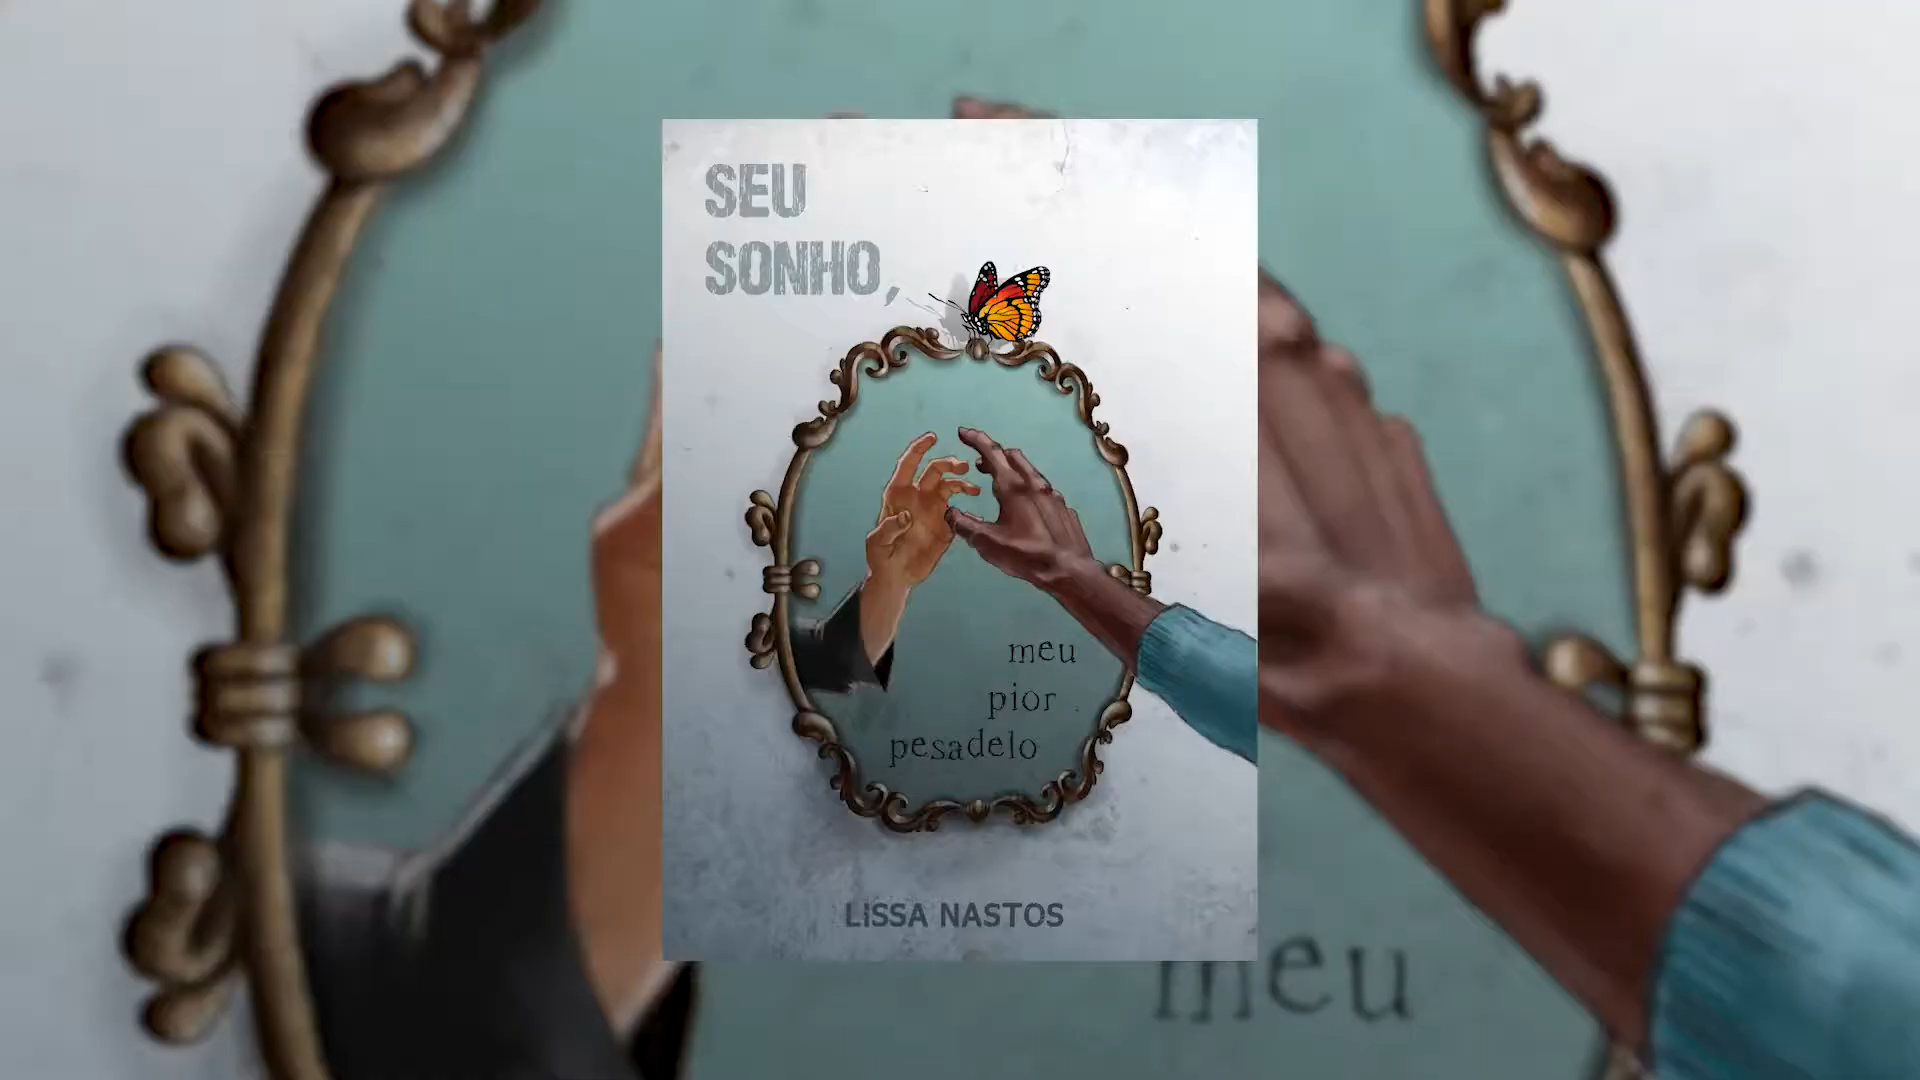 SEU
SONHO,
meu
pior
pesadelo
LISSA NASTOS
meu